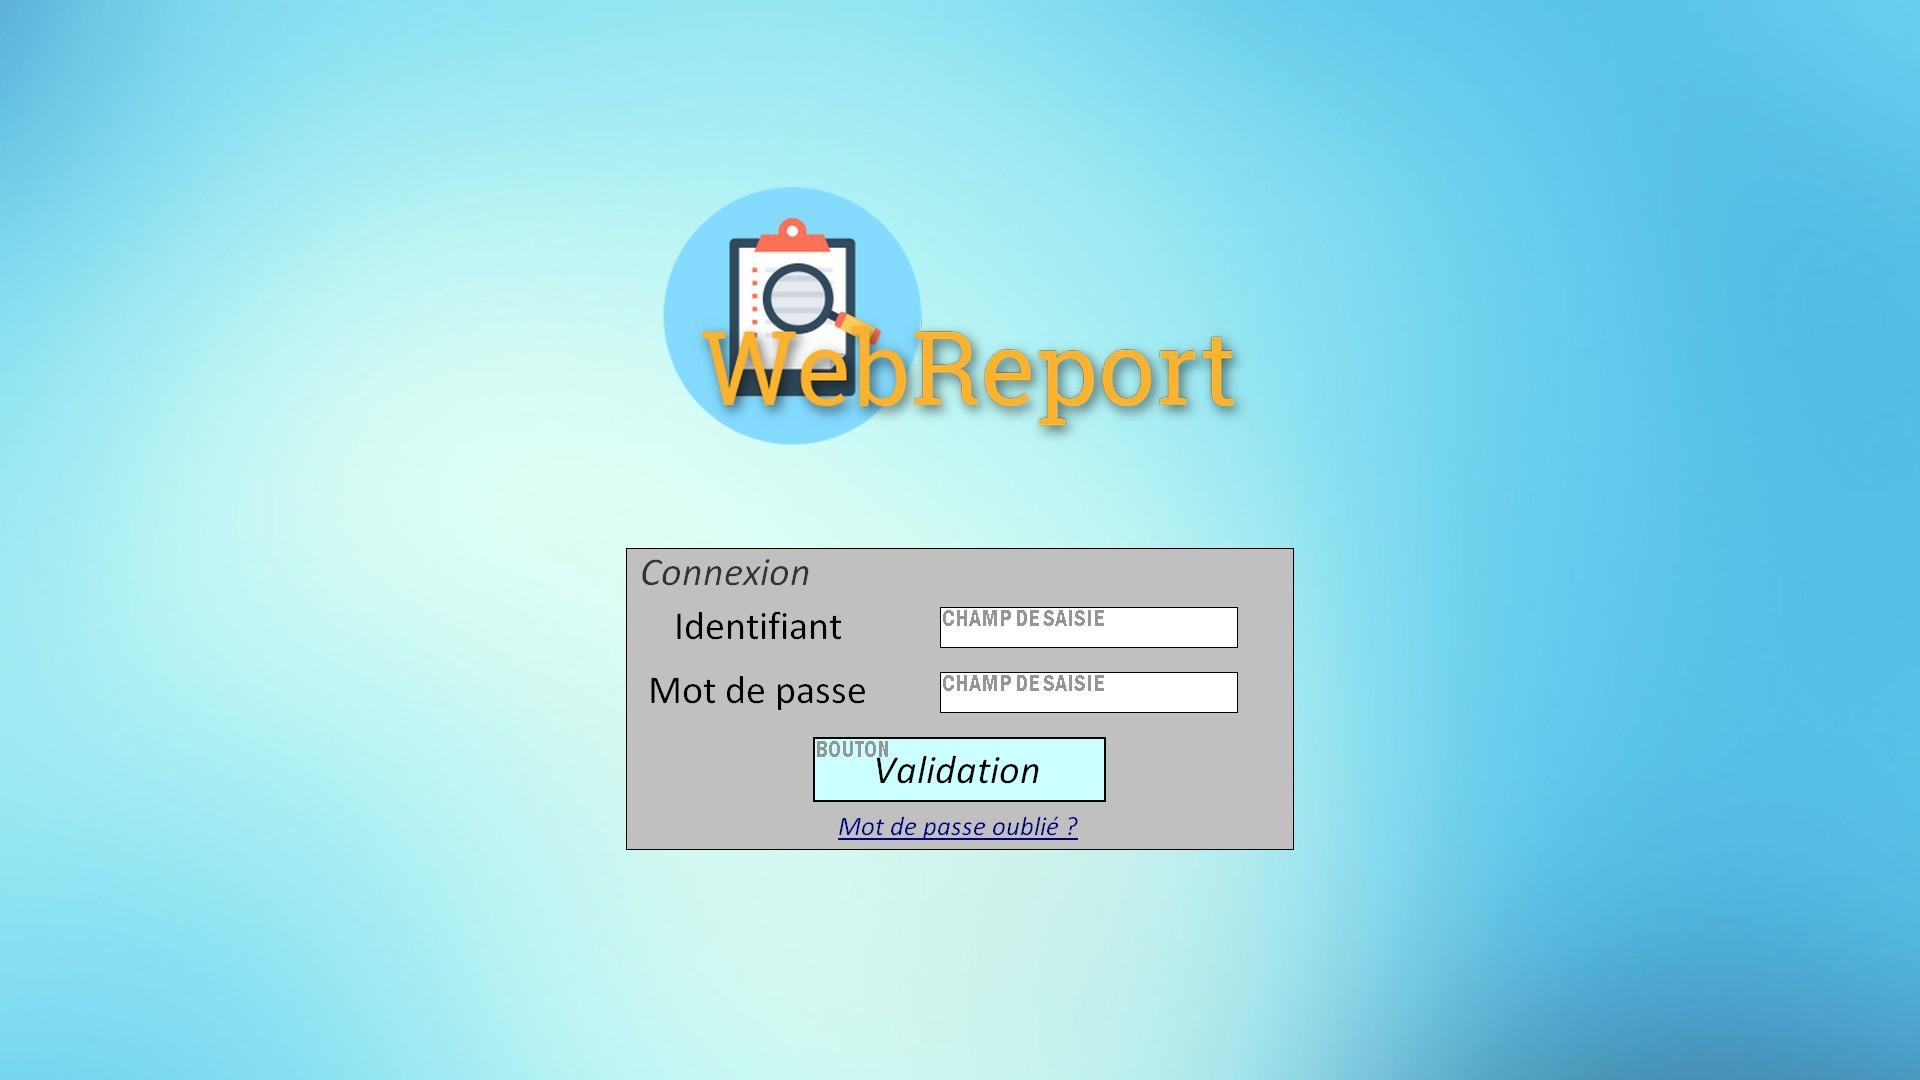 WebReport
Connexion
Identifiant
CHAMP DE SAISIE
Mot de passe
CHAMP DE SAISIE
BOUTON
Validation
Mot de passe oublié ?